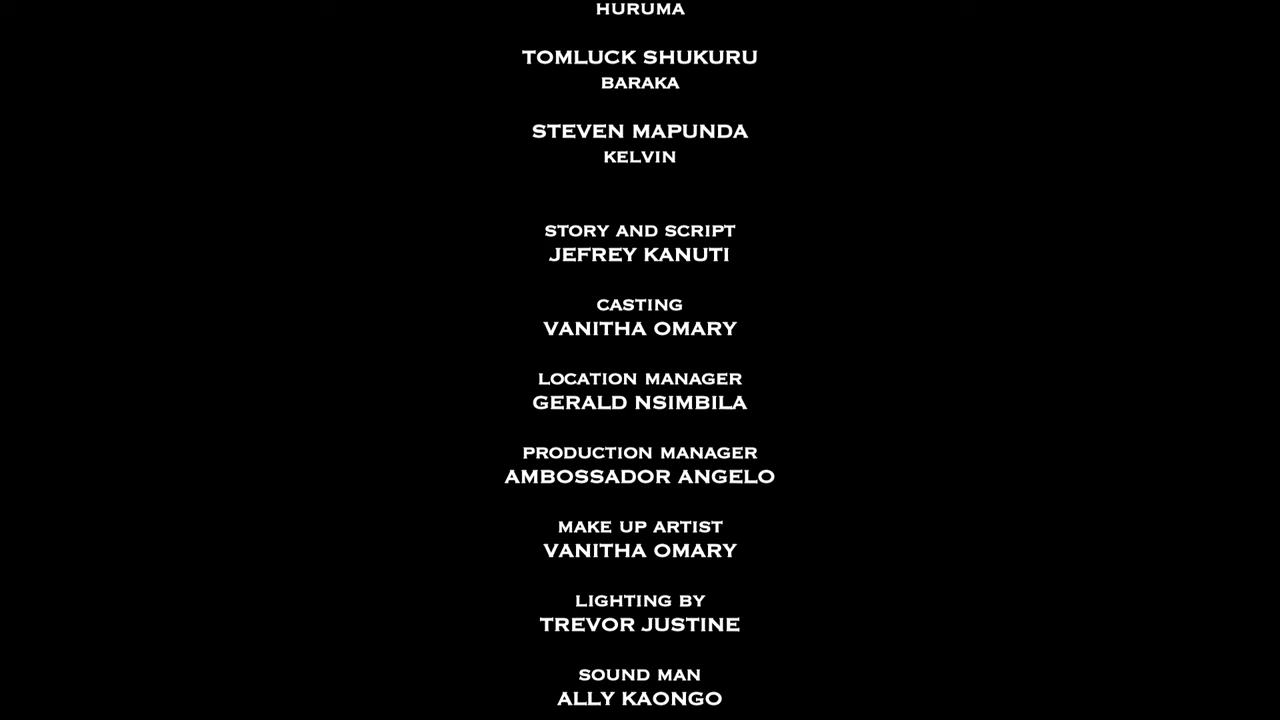 HURUMA
TOMLUCK SHUKURU
BARAKA
STEVEN MAPUNDA
KELVIN
STORY AND SCRIPT
JEFREY KANUTI
CASTING
VANITHA OMARY
LOCATION MANAGER
GERALD NSIMBILA
PRODUCTION MANAGER
AMBOSSADOR ANGELO
MAKE UP ARTIST
VANITHA OMARY
LIGHTING BY
TREVOR JUSTINE
SOUND MAN
ALLY KAONGO